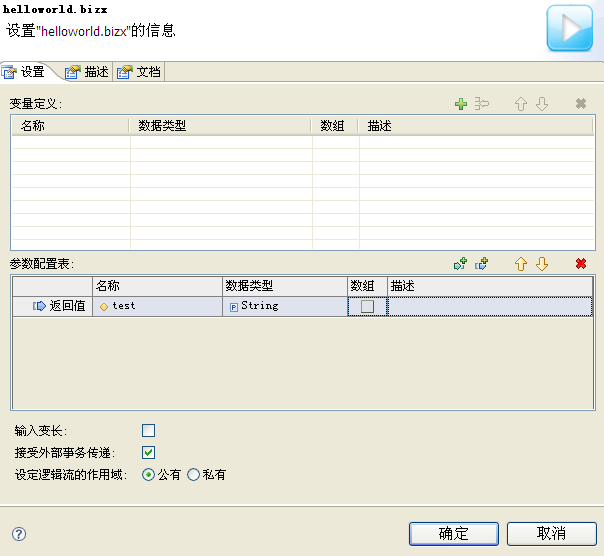 helloworld.bizx
设置"helloworld.bizx"的信息
设置 描述 文档
变量定义:
名称 数据类型 数组 描述
参数配置表:
名称 数据类型 数组 描述
返回值 test P String
输入变长:
接受外部事务传递:
设定逻辑流的作用域: 公有 私有
? 确定 取消